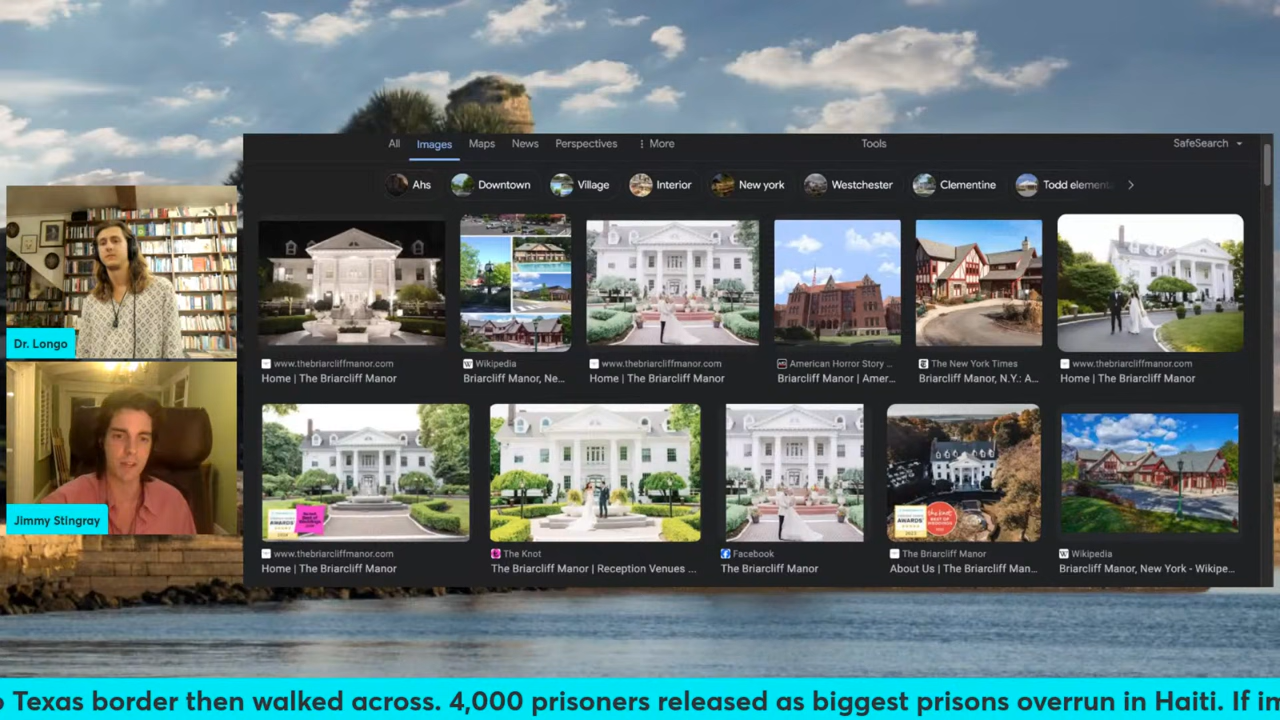 All Images Maps News Perspectives More Tools SafeSearch
Ahs Downtown Village Interior New york Westchester Clementine Todd elementa
www.thebriarcliffmanor.com
Home | The Briarcliff Manor
Wikipedia
Briarcliff Manor, Ne...
www.thebriarcliffmanor.com
Home | The Briarcliff Manor
American Horror Story ...
Briarcliff Manor | Amer...
The New York Times
Briarcliff Manor, N.Y.: A...
www.thebriarcliffmanor.com
Home | The Briarcliff Manor
Dr. Longo
AWARDS
AWARDS
www.thebriarcliffmanor.com
Home | The Briarcliff Manor
The Knot
The Briarcliff Manor | Reception Venues ...
Facebook
The Briarcliff Manor
The Briarcliff Manor
About Us | The Briarcliff Man...
Wikipedia
Briarcliff Manor, New York - Wikipe...
Jimmy Stingray
o Texas border then walked across. 4,000 prisoners released as biggest prisons overrun in Haiti. If in